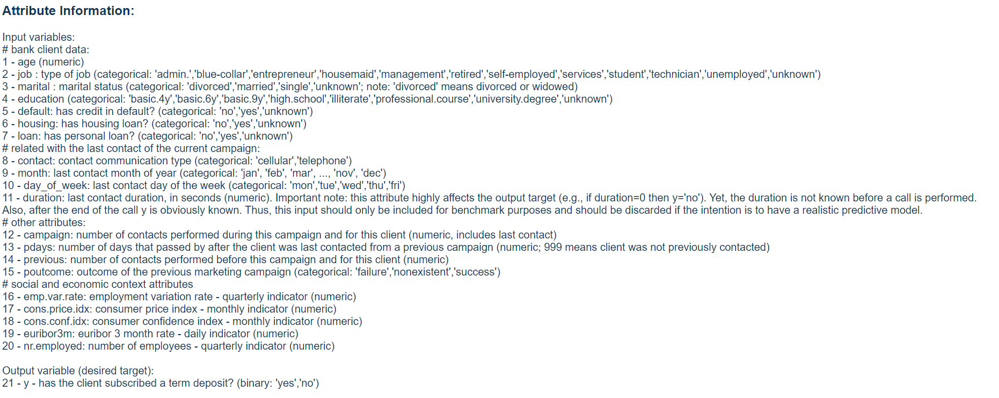 Attribute Information:
Input variables:
# bank client data:
1 - age (numeric)
2 - job : type of job (categorical: 'admin.','blue-collar','entrepreneur','housemaid','management','retired','self-employed','services','student','technician','unemployed','unknown')
3 - marital : marital status (categorical: 'divorced','married','single','unknown'; note: 'divorced' means divorced or widowed)
4 - education (categorical: 'basic.4y','basic.6y','basic.9y','high.school','illiterate','professional.course','university.degree','unknown')
5 - default: has credit in default? (categorical: 'no','yes','unknown')
6 - housing: has housing loan? (categorical: 'no','yes','unknown')
7 - loan: has personal loan? (categorical: 'no','yes','unknown')
# related with the last contact of the current campaign:
8 - contact: contact communication type (categorical: 'cellular','telephone')
9 - month: last contact month of year (categorical: 'jan', 'feb', 'mar', ..., 'nov', 'dec')
10 - day_of_week: last contact day of the week (categorical: 'mon','tue','wed','thu','fri')
11 - duration: last contact duration, in seconds (numeric). Important note: this attribute highly affects the output target (e.g., if duration=0 then y='no'). Yet, the duration is not known before a call is performed.
Also, after the end of the call y is obviously known. Thus, this input should only be included for benchmark purposes and should be discarded if the intention is to have a realistic predictive model.
# other attributes:
12 - campaign: number of contacts performed during this campaign and for this client (numeric, includes last contact)
13 - pdays: number of days that passed by after the client was last contacted from a previous campaign (numeric; 999 means client was not previously contacted)
14 - previous: number of contacts performed before this campaign and for this client (numeric)
15 - poutcome: outcome of the previous marketing campaign (categorical: 'failure','nonexistent','success')
# social and economic context attributes
16 - emp.var.rate: employment variation rate - quarterly indicator (numeric)
17 - cons.price.idx: consumer price index - monthly indicator (numeric)
18 - cons.conf.idx: consumer confidence index - monthly indicator (numeric)
19 - euribor3m: euribor 3 month rate - daily indicator (numeric)
20 - nr.employed: number of employees - quarterly indicator (numeric)
Output variable (desired target):
21 - y - has the client subscribed a term deposit? (binary: 'yes','no')